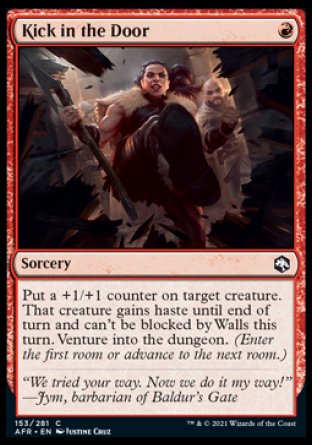 Kick in the Door
Sorcery
Put a +1/+1 counter on target creature.
That creature gains haste until end of
turn and can't be blocked by Walls this
turn. Venture into the dungeon. (Enter
the first room or advance to the next room.)
"We tried your way. Now we do it my way!"
—Jym, barbarian of Baldur's Gate
153/281 C
AFR • EN Justine Cruz
™ & © 2021 Wizards of the Coast